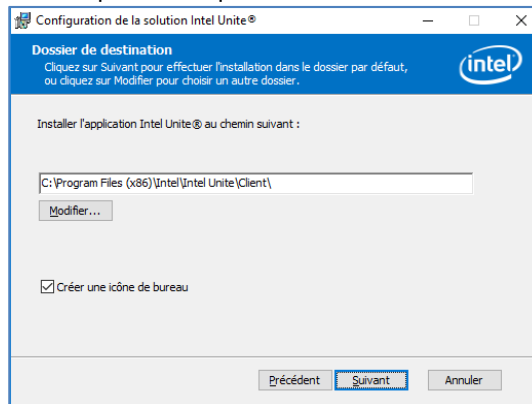 Configuration de la solution Intel Unite®
Dossier de destination
Cliquez sur Suivant pour effectuer l'installation dans le dossier par défaut,
ou cliquez sur Modifier pour choisir un autre dossier.
intel
Installer l'application Intel Unite® au chemin suivant :
C:\Program Files (x86)\Intel\Intel Unite\Client\
Modifier...
Créer une icône de bureau
Précédent Suivant Annuler